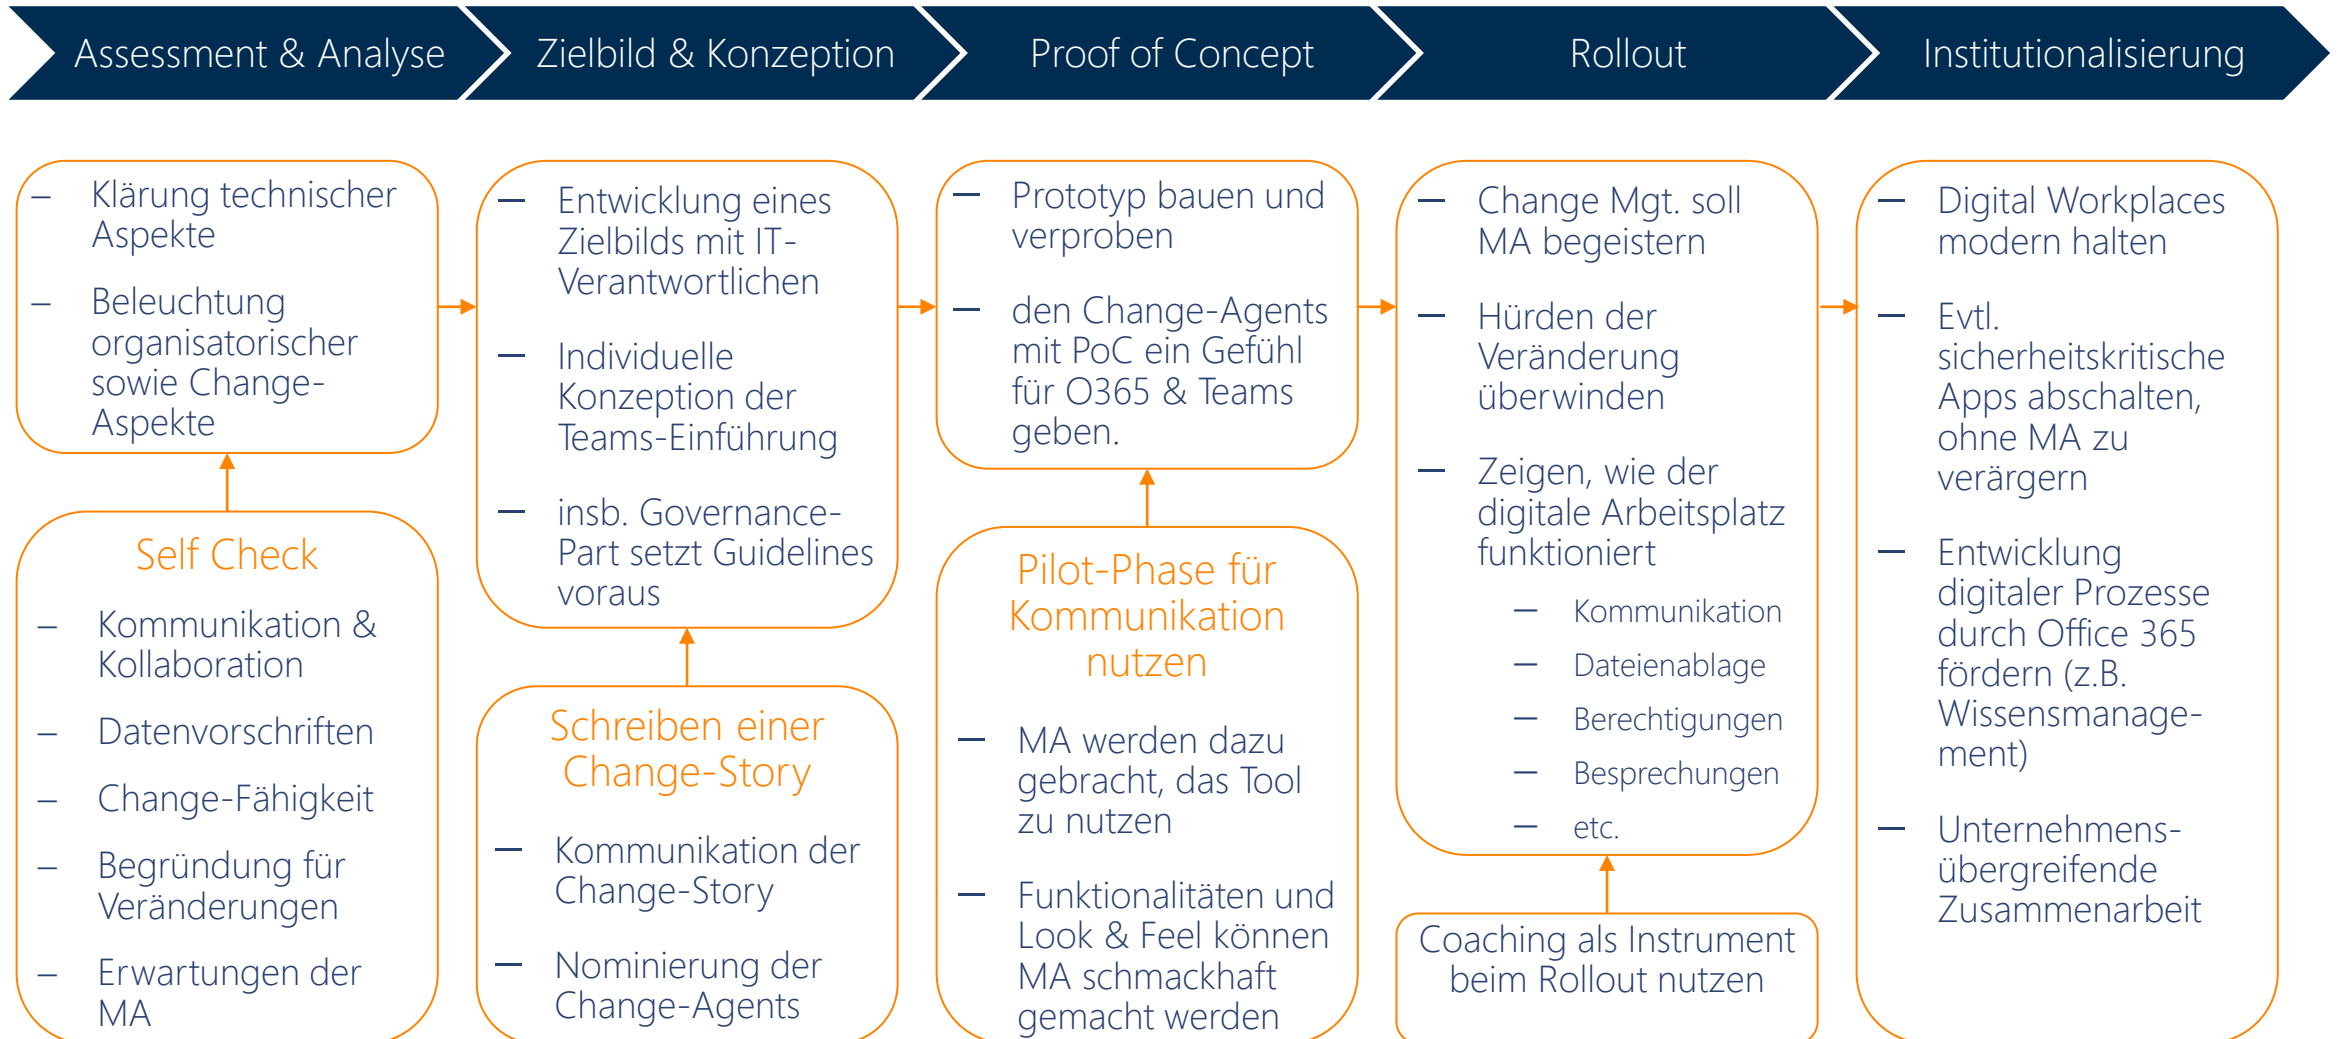 Assessment & Analyse
Zielbild & Konzeption
Proof of Concept
Rollout
Institutionalisierung
– Klärung technischer
Aspekte
– Beleuchtung
organisatorischer
sowie Change-
Aspekte
Self Check
– Kommunikation &
Kollaboration
– Datenvorschriften
– Change-Fähigkeit
– Begründung für
Veränderungen
– Erwartungen der
MA
— Entwicklung eines
Zielbilds mit IT-
Verantwortlichen
— Individuelle
Konzeption der
Teams-Einführung
— insb. Governance-
Part setzt Guidelines
voraus
Schreiben einer
Change-Story
— Kommunikation der
Change-Story
— Nominierung der
Change-Agents
— Prototyp bauen und
verproben
— den Change-Agents
mit PoC ein Gefühl
für O365 & Teams
geben.
Pilot-Phase für
Kommunikation
nutzen
— MA werden dazu
gebracht, das Tool
zu nutzen
— Funktionalitäten und
Look & Feel können
MA schmackhaft
gemacht werden
— Change Mgt. soll
MA begeistern
— Hürden der
Veränderung
überwinden
— Zeigen, wie der
digitale Arbeitsplatz
funktioniert
— Kommunikation
— Dateienablage
— Berechtigungen
— Besprechungen
— etc.
Coaching als Instrument
beim Rollout nutzen
— Digital Workplaces
modern halten
— Evtl.
sicherheitskritische
Apps abschalten,
ohne MA zu
verärgern
— Entwicklung
digitaler Prozesse
durch Office 365
fördern (z.B.
Wissensmanage-
ment)
— Unternehmens-
übergreifende
Zusammenarbeit